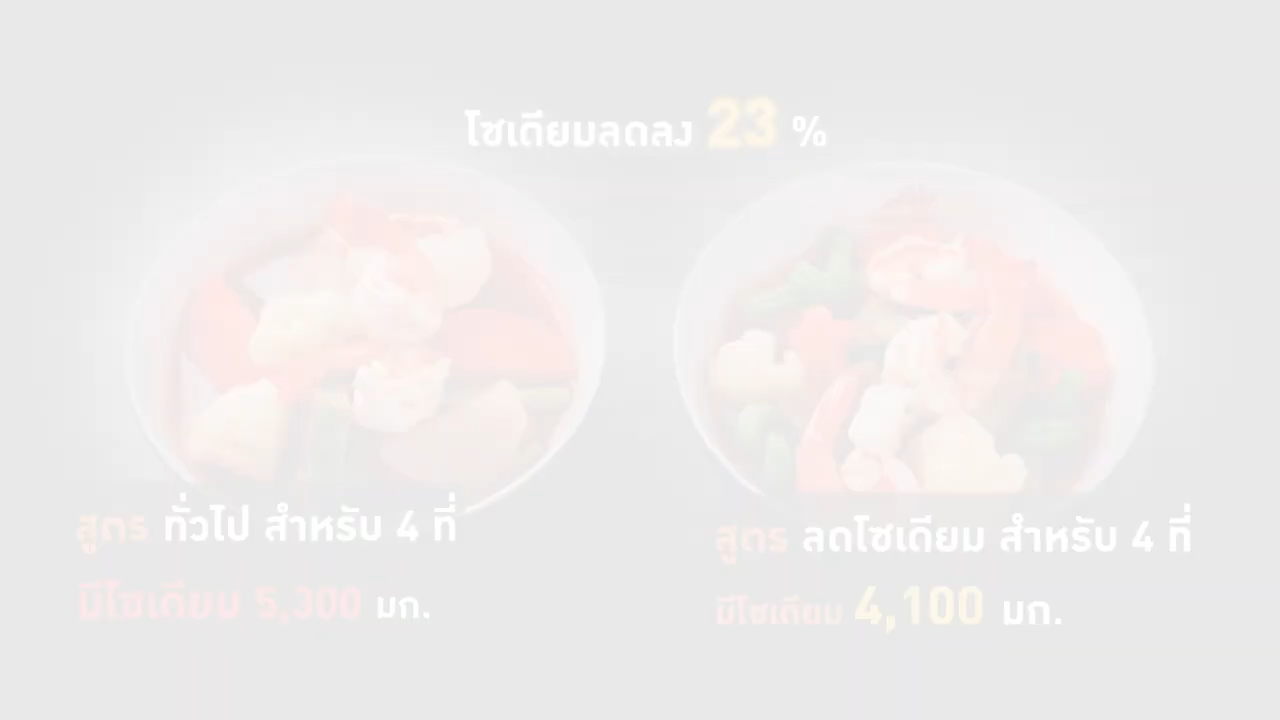 โซเดียมลดลง 23 %
สูตร ทั่วไป สำหรับ 4 ที่
มีโซเดียม 5,300 มก.
สูตร ลดโซเดียม สำหรับ 4 ที่
มีโซเดียม 4,100 มก.